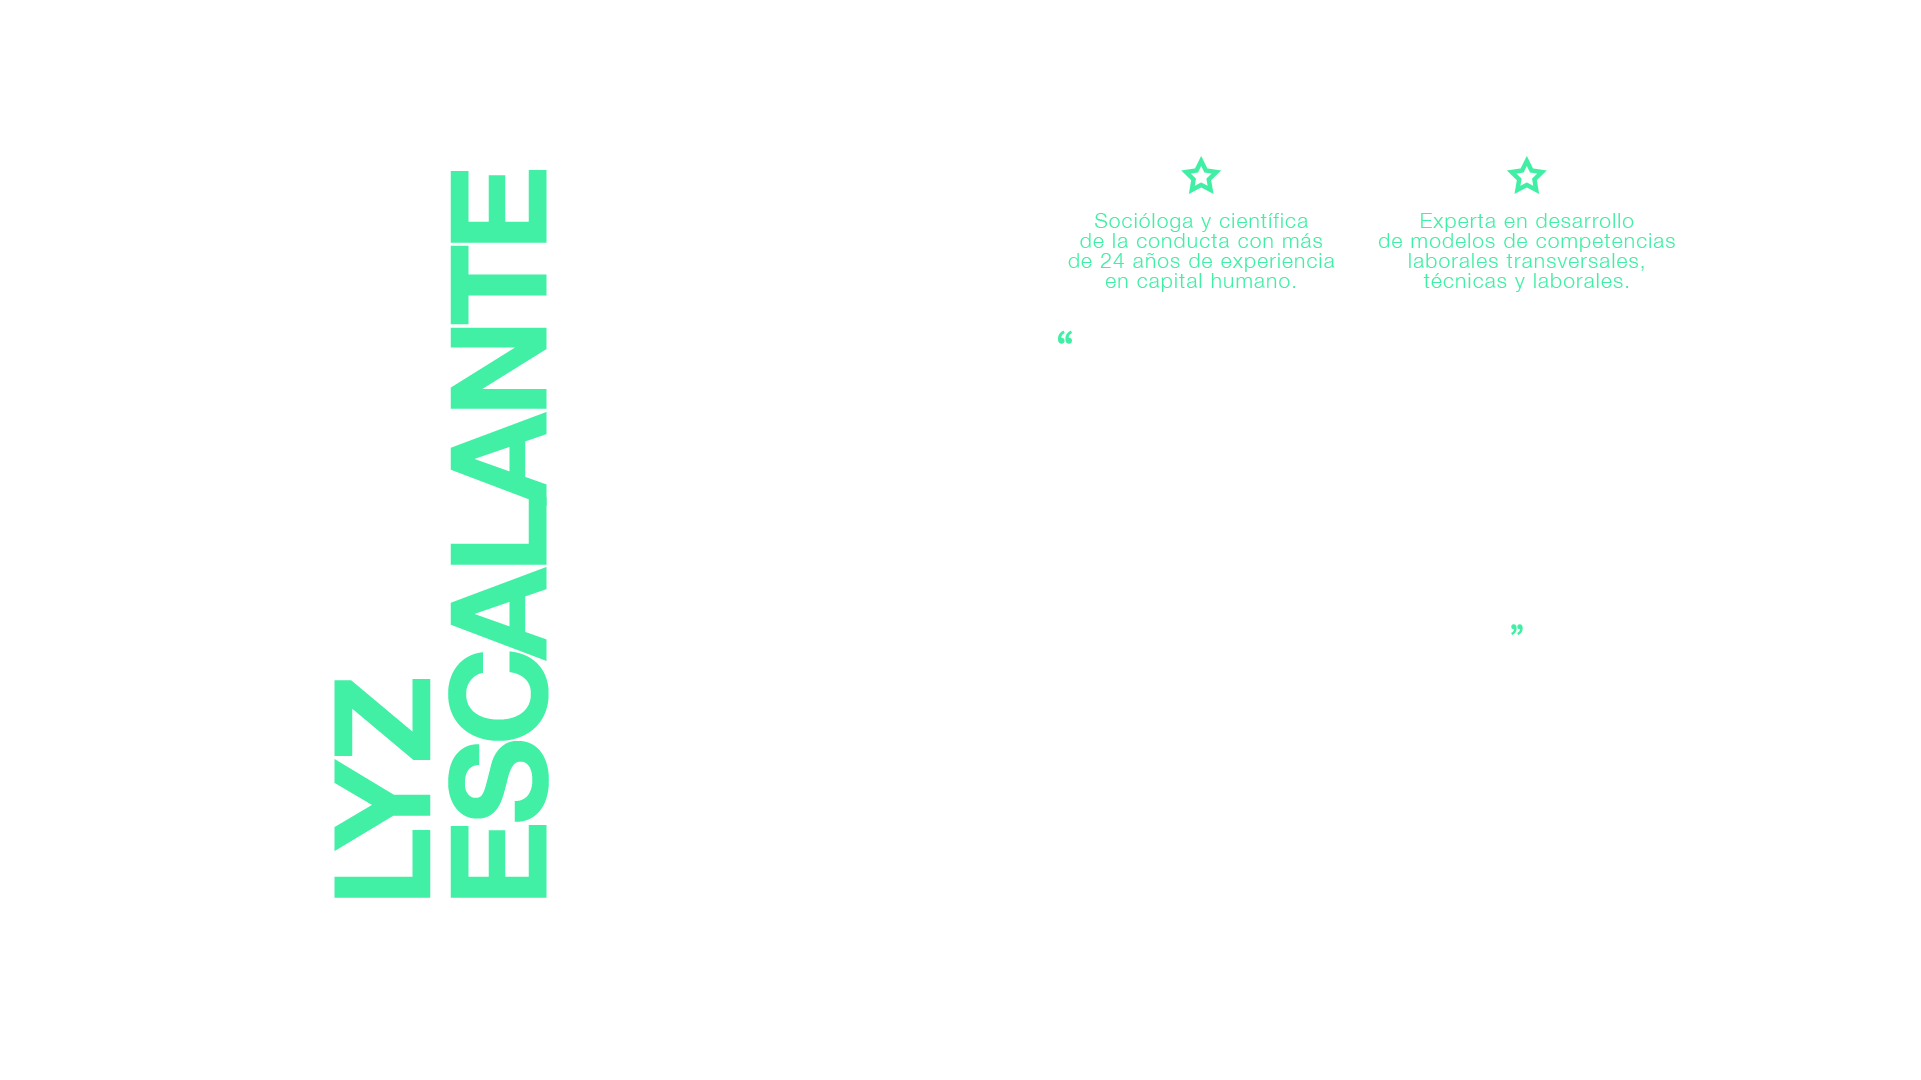 LYZ
ESCALANTE
Socióloga y científica
de la conducta con más
de 24 años de experiencia
en capital humano.
Experta en desarrollo
de modelos de competencias
laborales transversales,
técnicas y laborales.
“
”